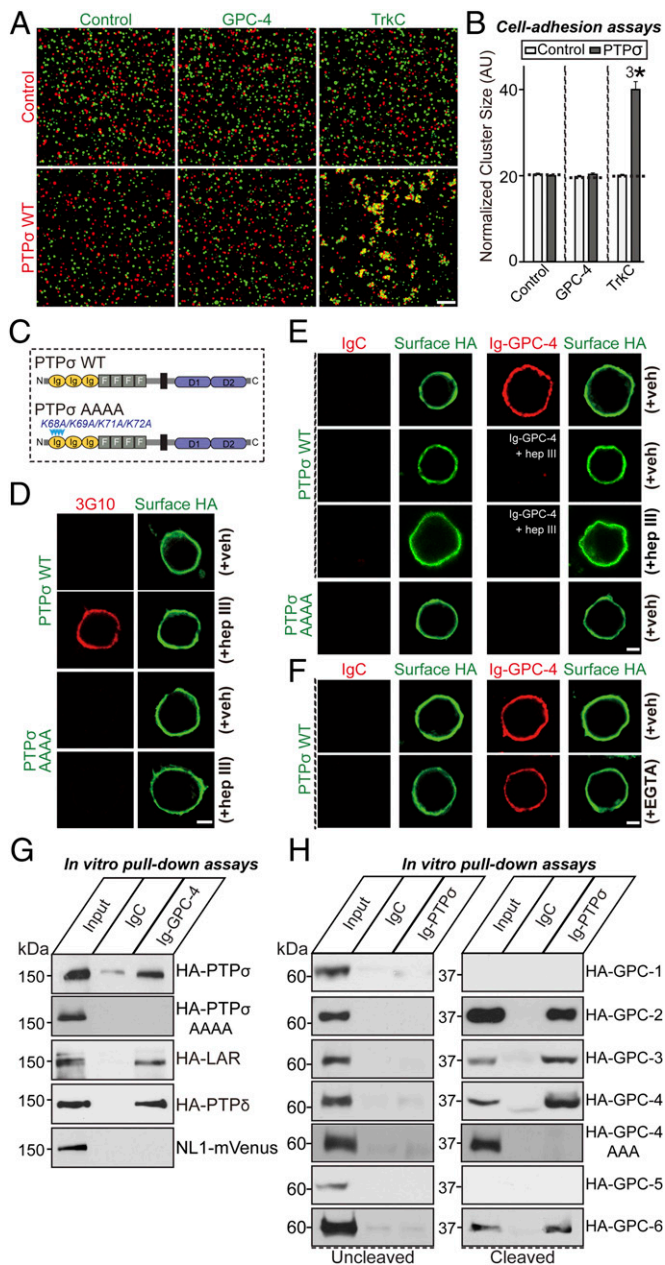 A
Control
GPC-4
TrkC
Control
PTPσ WT
B
Cell-adhesion assays
Control
PTPσ
Normalized Cluster Size (AU)
40
20
0
3*
Control
GPC-4
TrkC
C
PTPσ WT
N
Ig Ig Ig F F F F D1 D2
C
PTPσ AAAA
K68A/K69A/K71A/K72A
N
Ig Ig Ig F F F F D1 D2
C
D
3G10
Surface HA
PTPσ WT
(+veh)
(+hep III)
PTPσ
AAAA
(+veh)
(+hep III)
E
IgC
Surface HA
Ig-GPC-4
Surface HA
PTPσ WT
(+veh)
Ig-GPC-4
+ hep III
(+veh)
Ig-GPC-4
+ hep III
(+hep III)
PTPσ
AAAA
(+veh)
F
IgC
Surface HA
Ig-GPC-4
Surface HA
PTPσ WT
(+veh)
(+EGTA)
G
In vitro pull-down assays
Input
IgC
Ig-GPC-4
kDa
150
HA-PTPσ
150
HA-PTPσ
AAAA
150
HA-LAR
150
HA-PTPδ
150
NL1-mVenus
H
In vitro pull-down assays
Input
IgC
Ig-PTPσ
Input
IgC
Ig-PTPσ
kDa
60
37
HA-GPC-1
60
37
HA-GPC-2
60
37
HA-GPC-3
60
37
HA-GPC-4
60
37
HA-GPC-4
AAA
60
37
HA-GPC-5
60
37
HA-GPC-6
Uncleaved
Cleaved